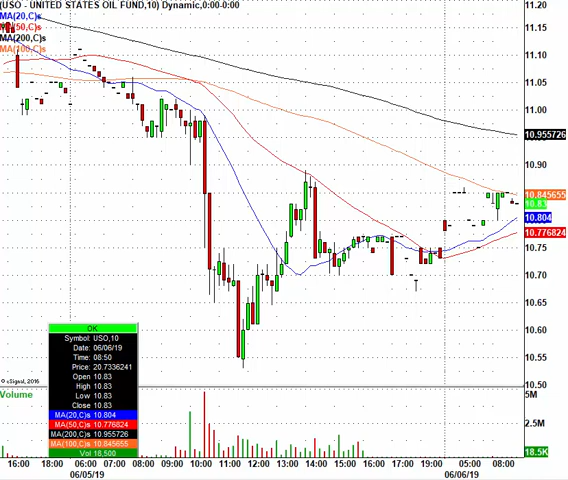 (USO - UNITED STATES OIL FUND,10) Dynamic,0:00-0:00
MA(20,C)s
MA(50,C)s
MA(200,C)s
MA(100,C)s
11.20
11.15
11.10
11.05
11.00
10.955726
10.90
10.845655
10.83
10.804
10.776824
10.75
10.70
10.65
10.60
10.55
10.50
OK
Symbol: USO,10
Date: 06/06/19
Time: 08:50
Price: 20.7336241
Open 10.83
High 10.83
Low 10.83
Close 10.83
MA(20,C)s 10.804
MA(50,C)s 10.776824
MA(200,C)s 10.955726
MA(100,C)s 10.845655
Vol 18,500
© eSignal, 2016
Volume
5M
2.5M
18.5K
16:00 18:00 06:00 07:00 08:00 09:00 10:00 11:00 12:00 13:00 14:00 15:00 16:00 17:00 19:00 05:00 08:00
06/05/19 06/06/19